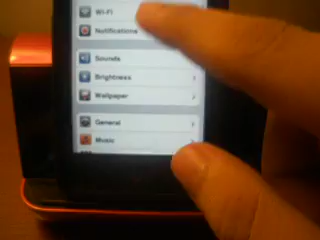 Wi-Fi
Notifications
Sounds
Brightness
Wallpaper
General
Music